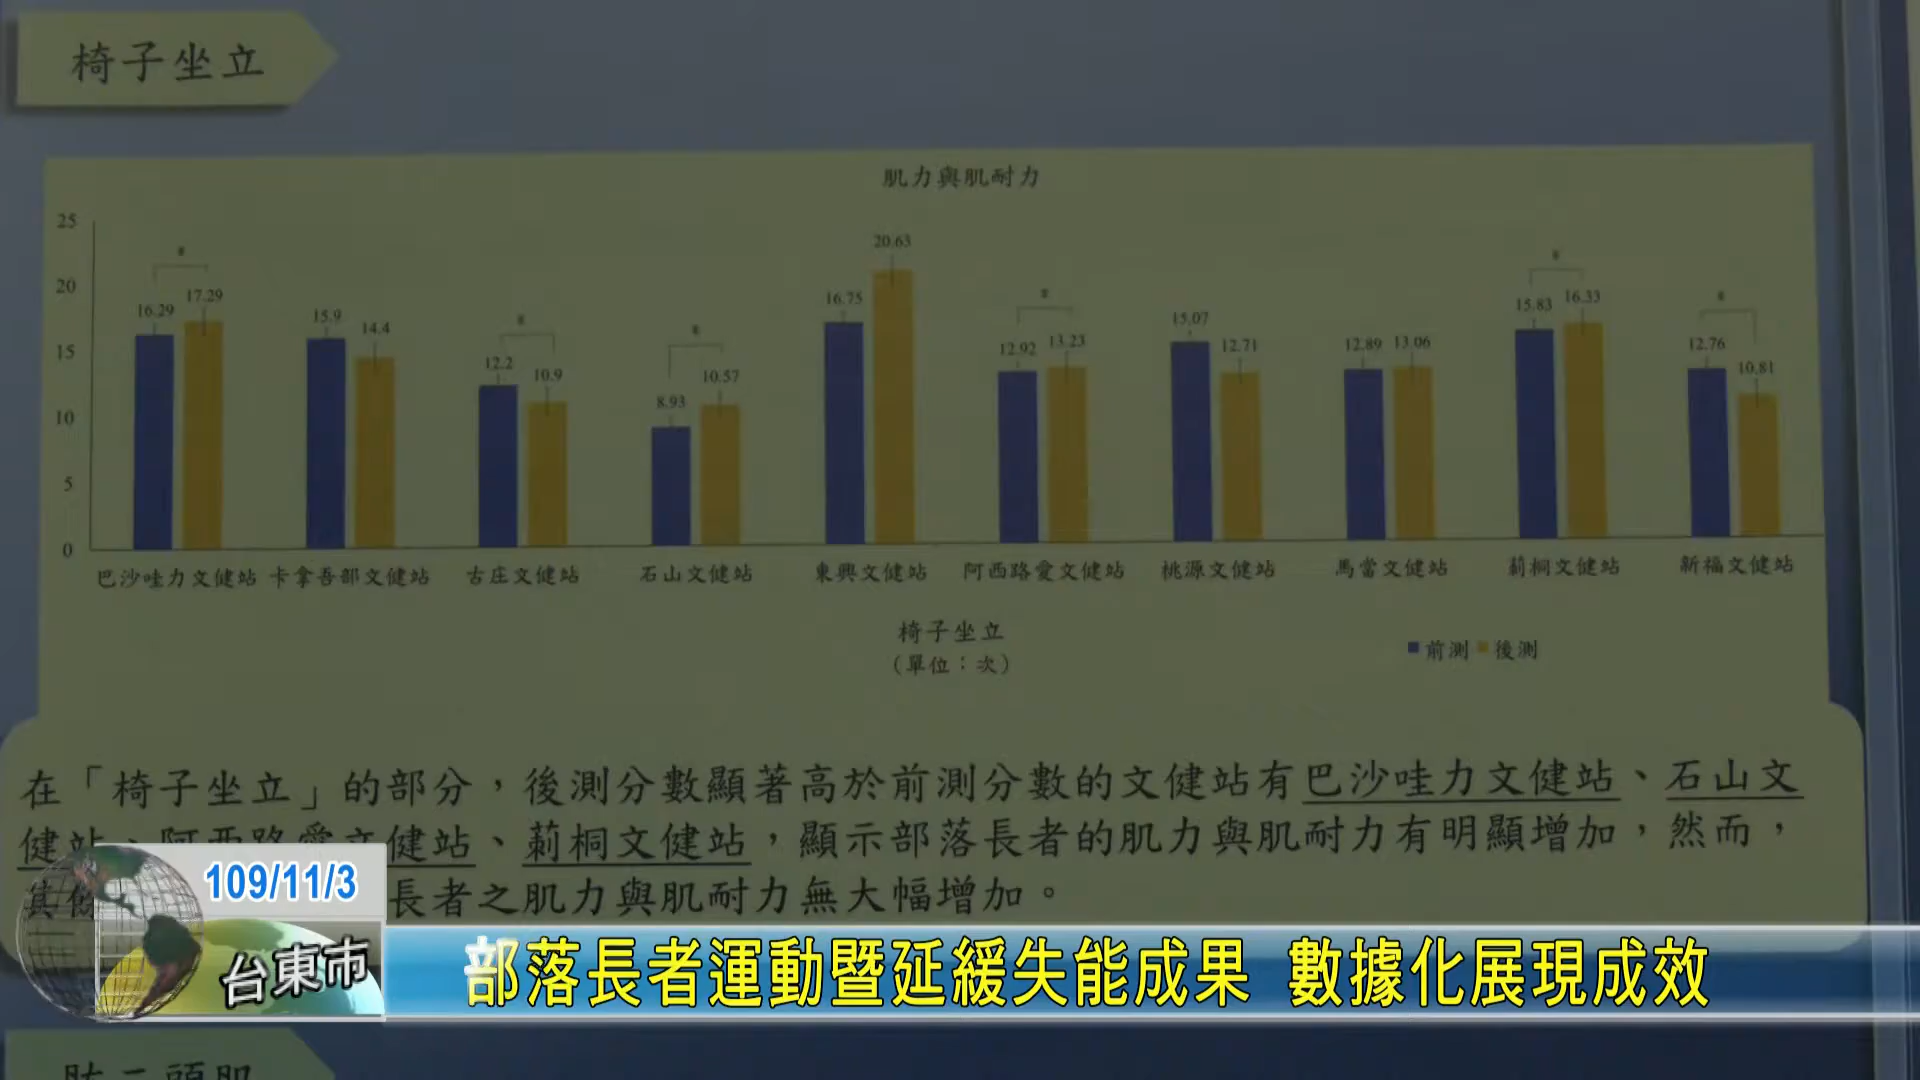 椅子坐立
肌力與肌耐力
25
20
15
10
5
0
16.29 17.29
15.9 14.4
12.2 10.9
8.93 10.57
16.75 20.63
12.92 13.23
15.07 12.71
12.89 13.06
15.83 16.33
12.76 10.81
巴沙哇力文健站 卡拿吾部文健站 古庄文健站 石山文健站 東興文健站 阿西路愛文健站 桃源文健站 馬當文健站 莿桐文健站 新福文健站
椅子坐立
(單位：次)
前測 後測
在「椅子坐立」的部分，後測分數顯著高於前測分數的文健站有巴沙哇力文健站、石山文
健站、阿西路愛文健站、莿桐文健站，顯示部落長者的肌力與肌耐力有明顯增加，然而，
其餘 長者之肌力與肌耐力無大幅增加。
109/11/3
台東市
部落長者運動暨延緩失能成果 數據化展現成效